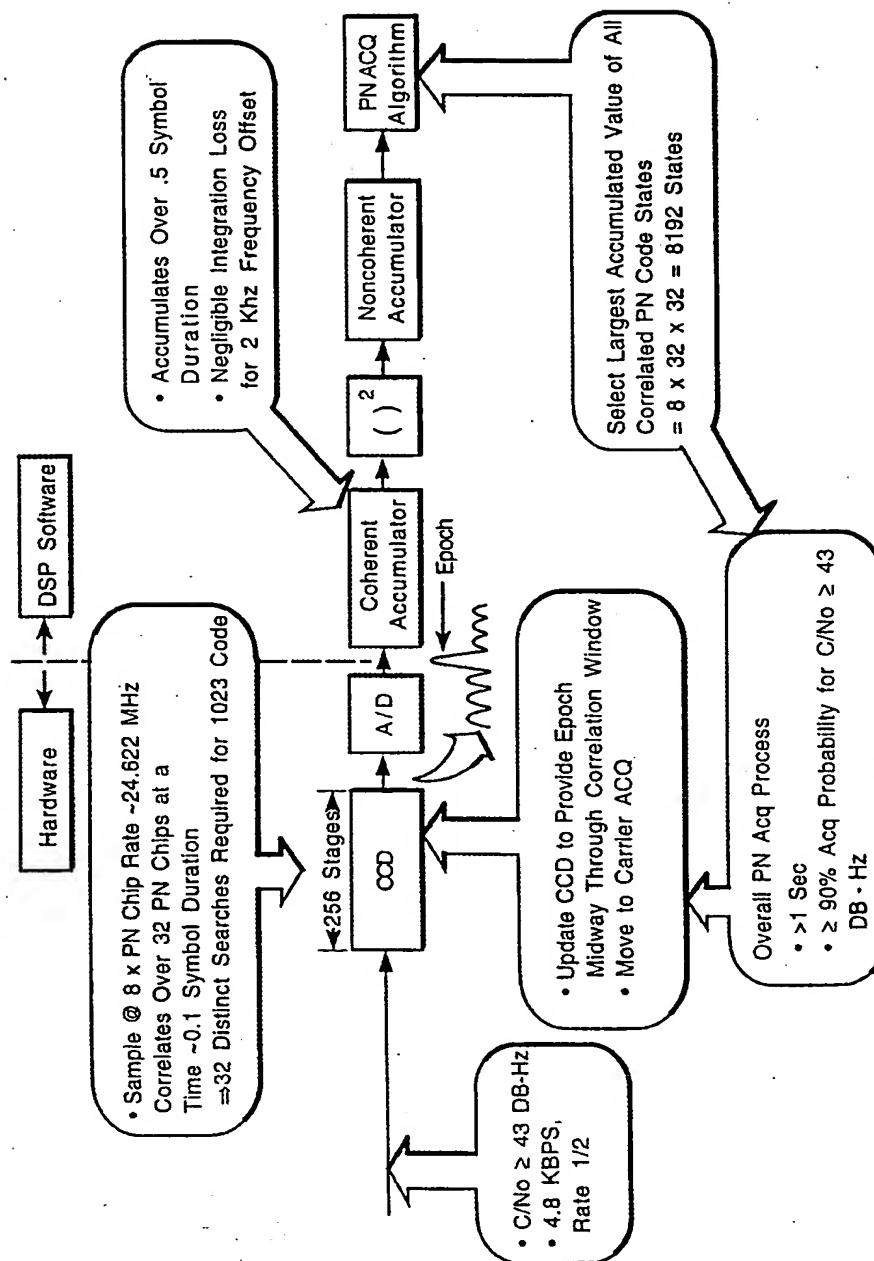 Hardware
DSP Software
• Sample @ 8 x PN Chip Rate ~24.622 MHz
Correlates Over 32 PN Chips at a
Time ~0.1 Symbol Duration
⇒32 Distinct Searches Required for 1023 Code
• Accumulates Over .5 Symbol
Duration
• Negligible Integration Loss
for 2 Khz Frequency Offset
256 Stages
CCD
A/D
Coherent
Accumulator
( )²
Noncoherent
Accumulator
PN ACQ
Algorithm
Epoch
• C/No ≥ 43 DB-Hz
• 4.8 KBPS,
Rate 1/2
• Update CCD to Provide Epoch
Midway Through Correlation Window
• Move to Carrier ACQ
Select Largest Accumulated Value of All
Correlated PN Code States
= 8 x 32 x 32 = 8192 States
Overall PN Acq Process
• >1 Sec
• ≥ 90% Acq Probability for C/No ≥ 43
DB - Hz